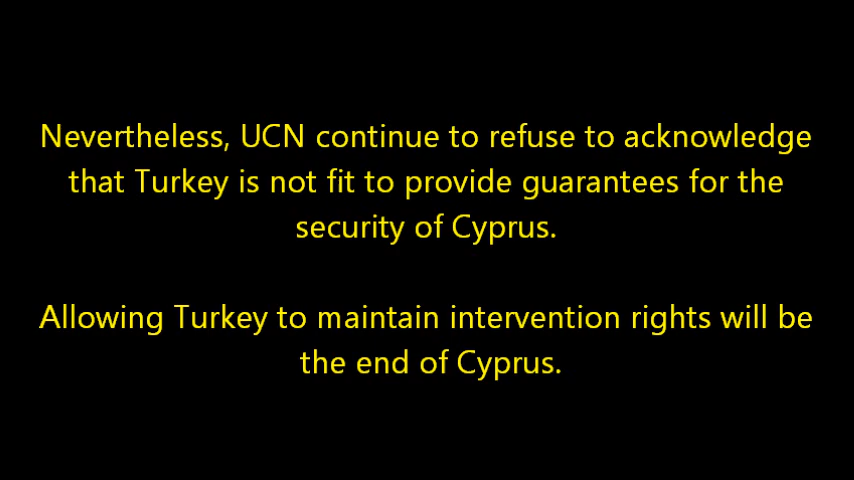 Nevertheless, UCN continue to refuse to acknowledge
that Turkey is not fit to provide guarantees for the
security of Cyprus.
Allowing Turkey to maintain intervention rights will be
the end of Cyprus.